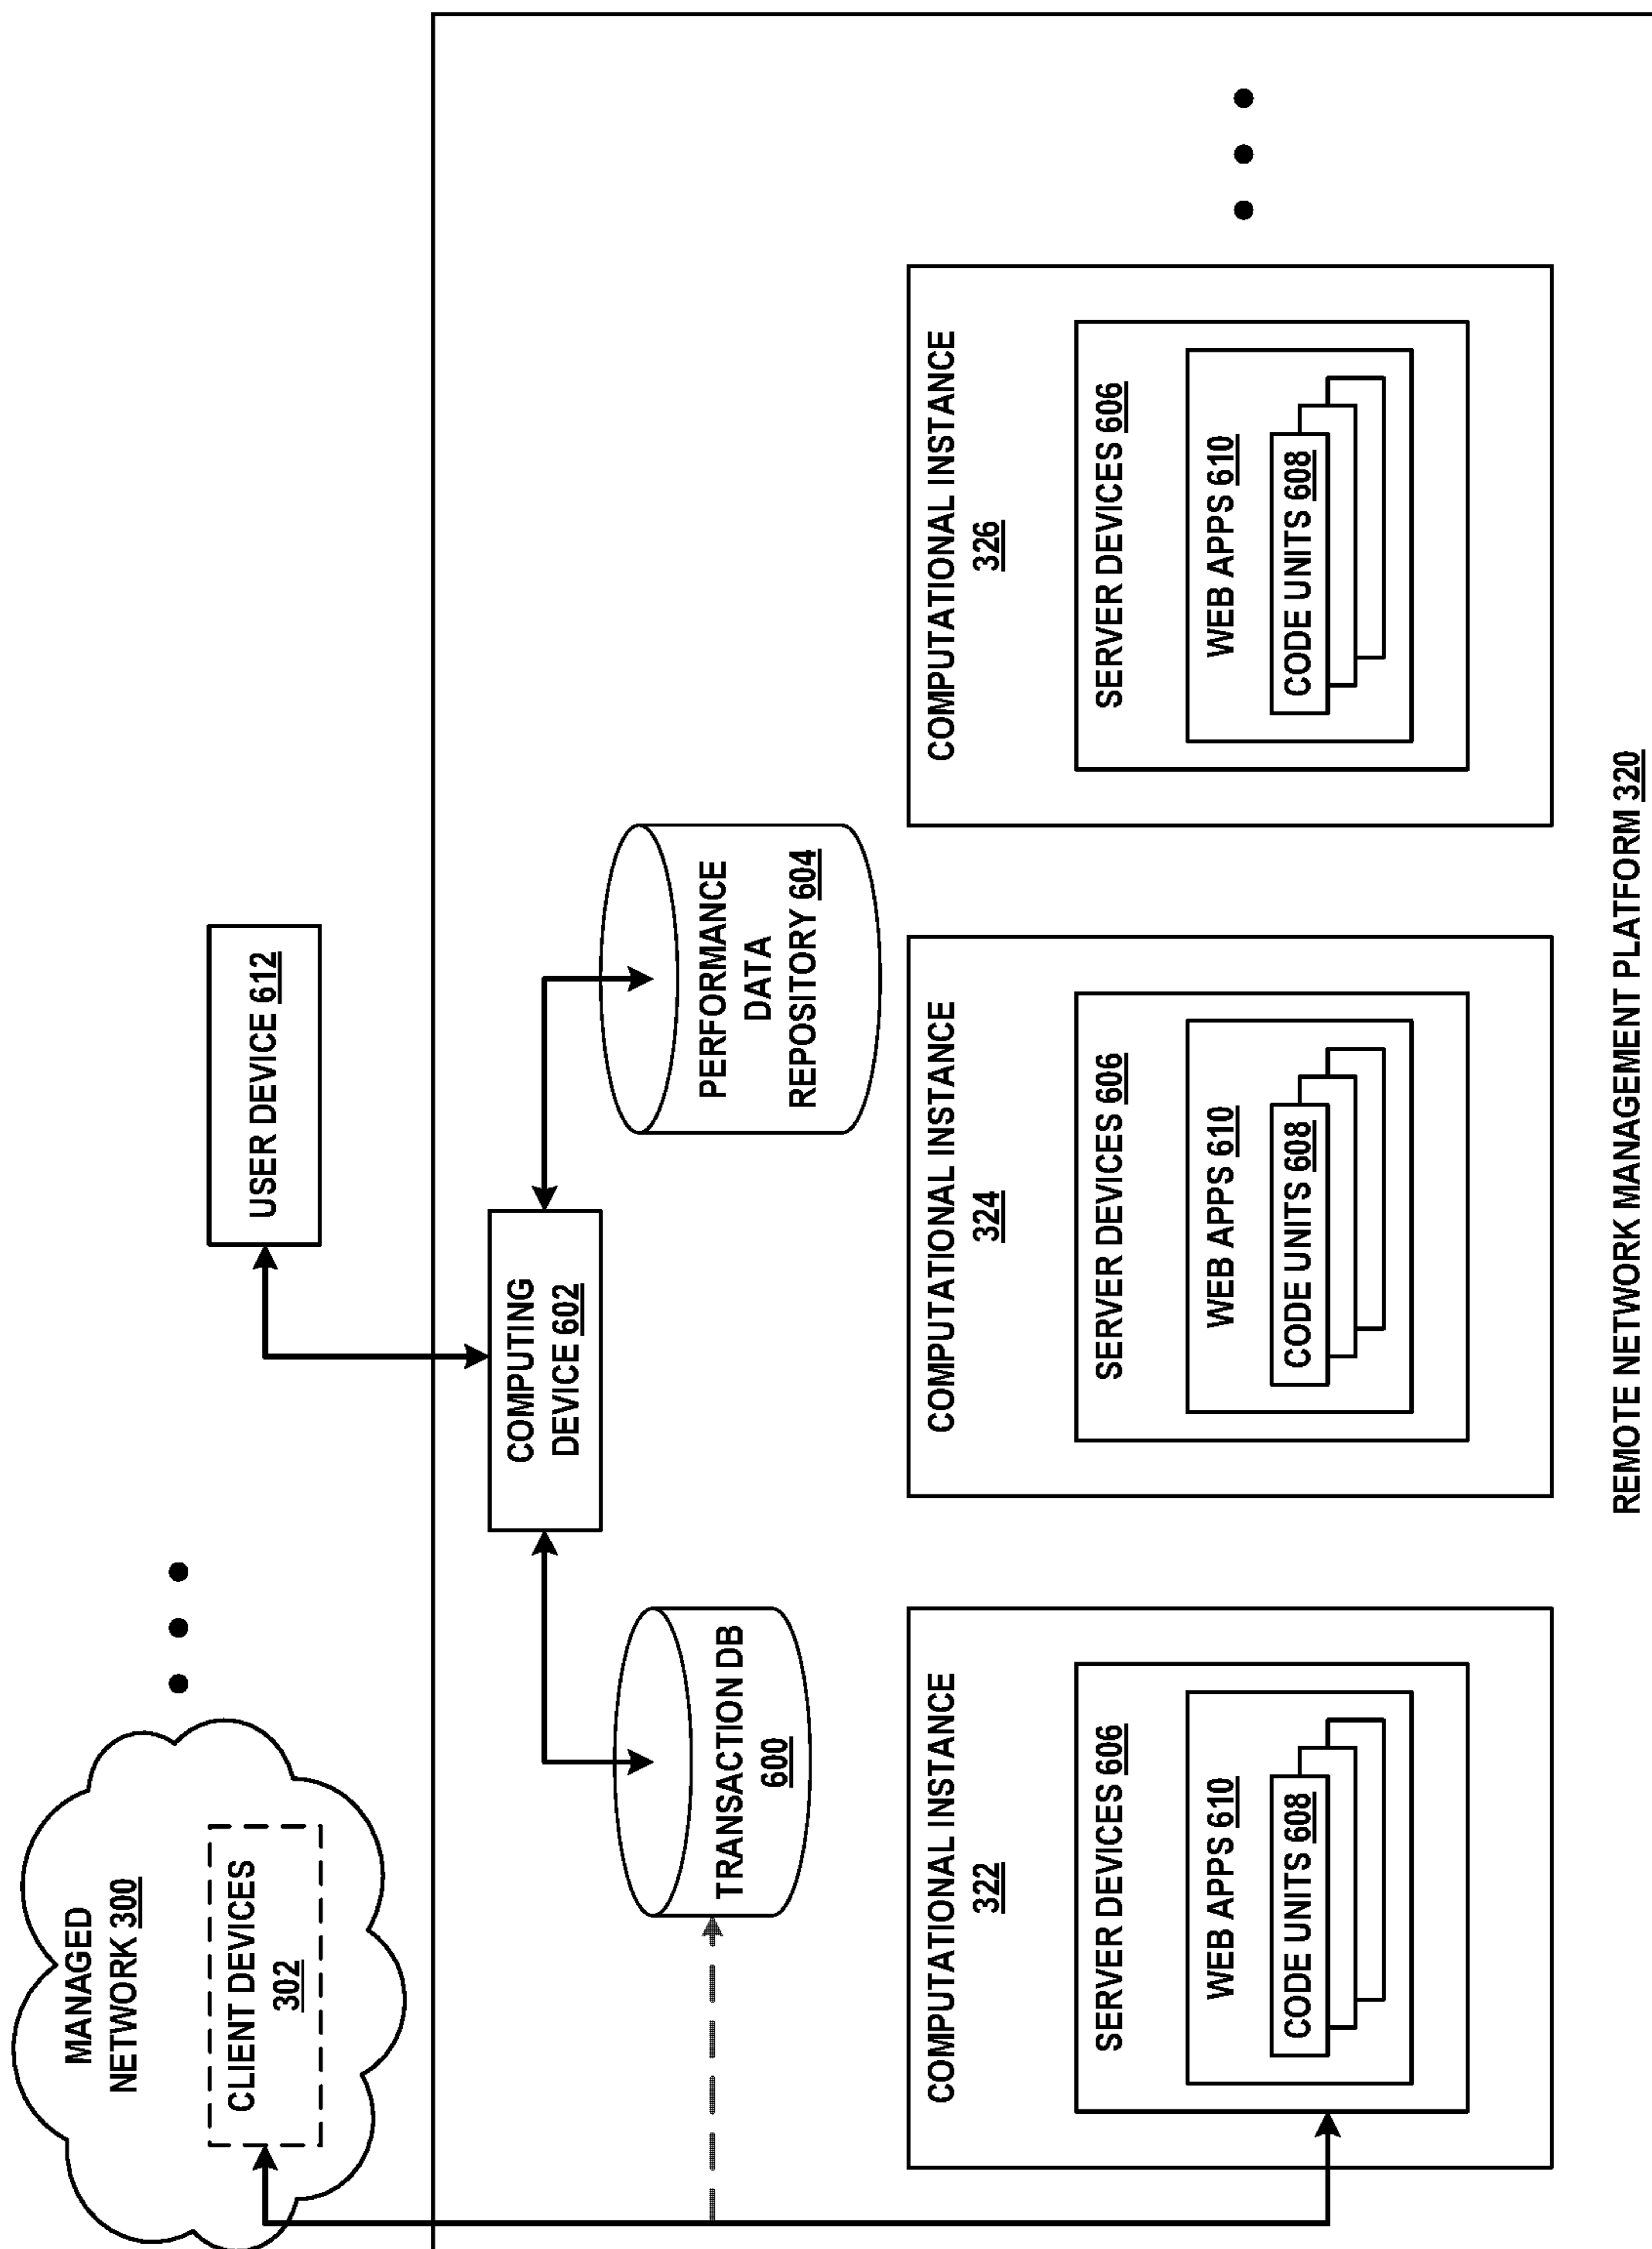 MANAGED
NETWORK 300
CLIENT DEVICES
302
USER DEVICE 612
COMPUTING
DEVICE 602
TRANSACTION DB
600
PERFORMANCE
DATA
REPOSITORY 604
COMPUTATIONAL INSTANCE
322
SERVER DEVICES 606
WEB APPS 610
CODE UNITS 608
COMPUTATIONAL INSTANCE
324
SERVER DEVICES 606
WEB APPS 610
CODE UNITS 608
COMPUTATIONAL INSTANCE
326
SERVER DEVICES 606
WEB APPS 610
CODE UNITS 608
REMOTE NETWORK MANAGEMENT PLATFORM 320